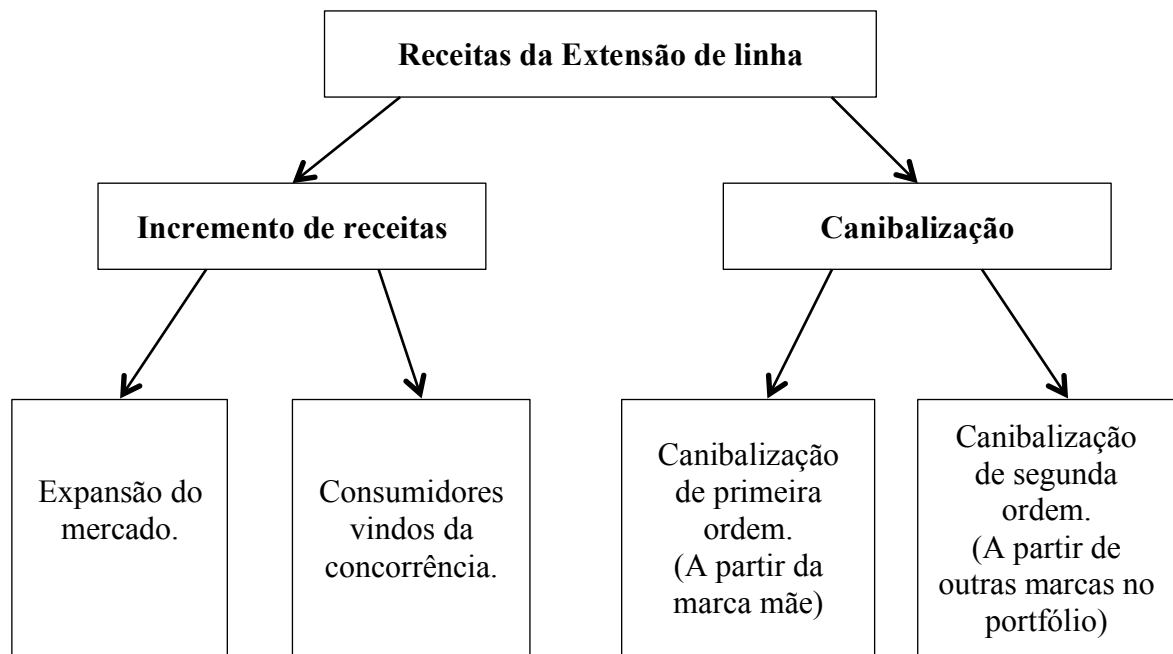 Receitas da Extensão de linha
Incremento de receitas
Canibalização
Expansão do
mercado.
Consumidores
vindos da
concorrência.
Canibalização
de primeira
ordem.
(A partir da
marca mãe)
Canibalização
de segunda
ordem.
(A partir de
outras marcas no
portfólio)